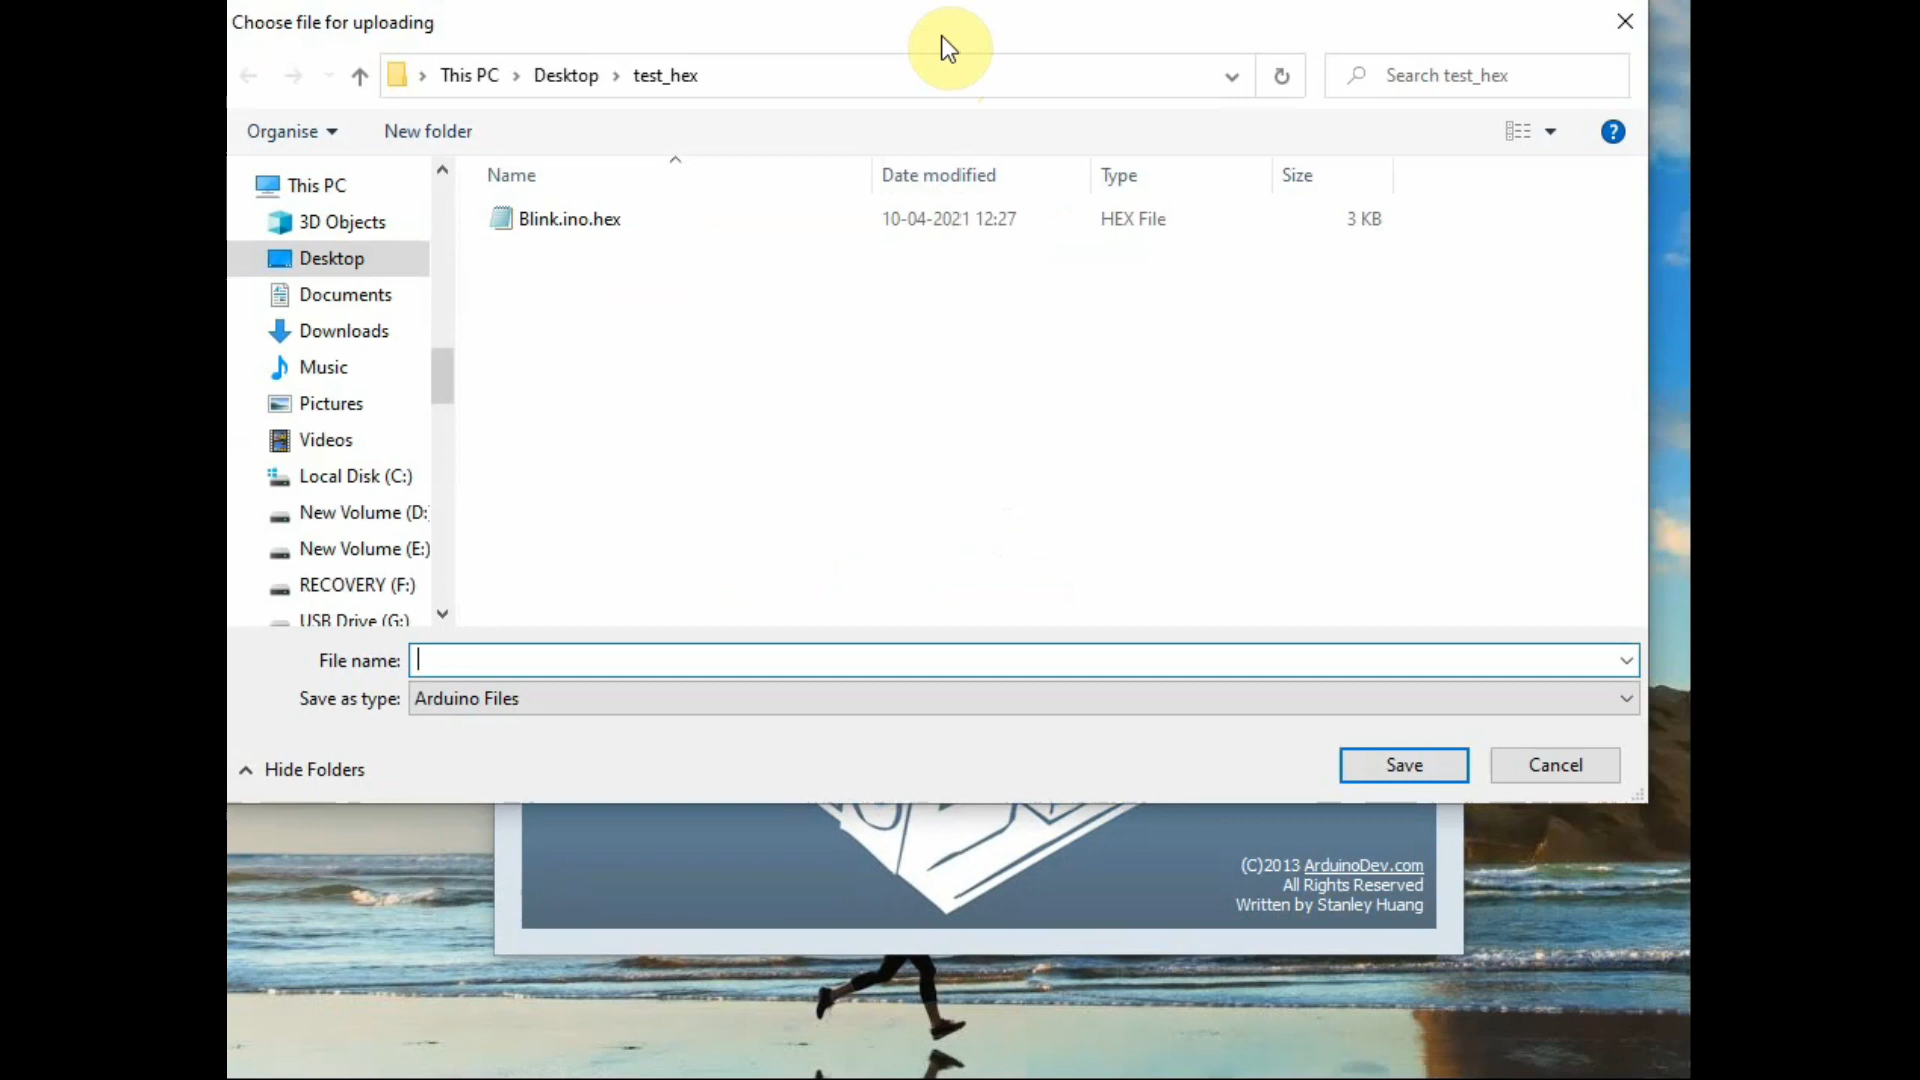 Choose file for uploading
This PC > Desktop > test_hex
Search test_hex
Organise
New folder
?
Name
Date modified
Type
Size
Blink.ino.hex
10-04-2021 12:27
HEX File
3 KB
This PC
3D Objects
Desktop
Documents
Downloads
Music
Pictures
Videos
Local Disk (C:)
New Volume (D:
New Volume (E:)
RECOVERY (F:)
USB Drive (G:)
File name:
Save as type: Arduino Files
Hide Folders
Save
Cancel
(C)2013 ArduinoDev.com
All Rights Reserved
Written by Stanley Huang